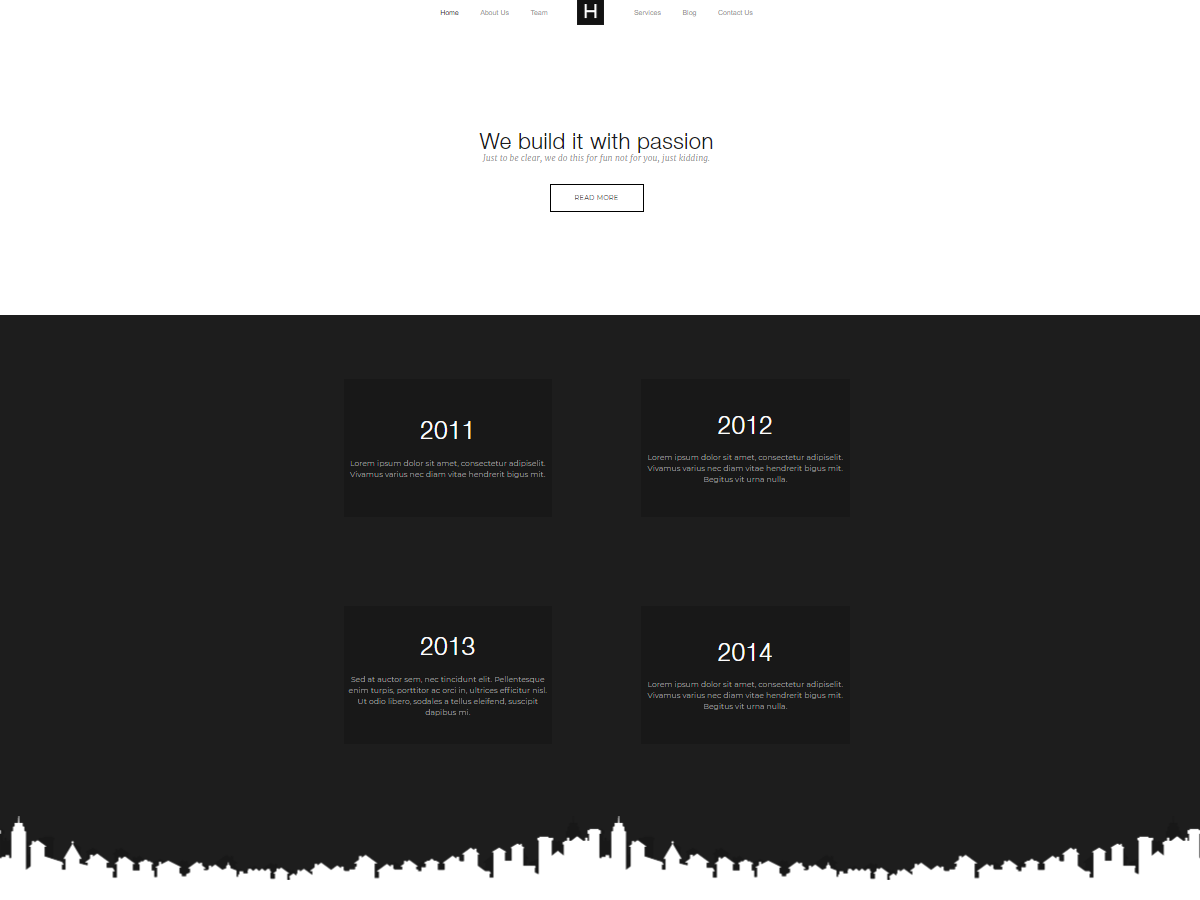 Home About Us Team H Services Blog Contact Us
We build it with passion
Just to be clear, we do this for fun not for you, just kidding.
READ MORE
2011
Lorem ipsum dolor sit amet, consectetur adipiselit.
Vivamus varius nec diam vitae hendrerit bigus mit.
2012
Lorem ipsum dolor sit amet, consectetur adipiselit.
Vivamus varius nec diam vitae hendrerit bigus mit.
Begitus vit urna nulla.
2013
Sed at auctor sem, nec tincidunt elit. Pellentesque
enim turpis, porttitor ac orci in, ultrices efficitur nisl.
Ut odio libero, sodales a tellus eleifend, suscipit
dapibus mi.
2014
Lorem ipsum dolor sit amet, consectetur adipiselit.
Vivamus varius nec diam vitae hendrerit bigus mit.
Begitus vit urna nulla.